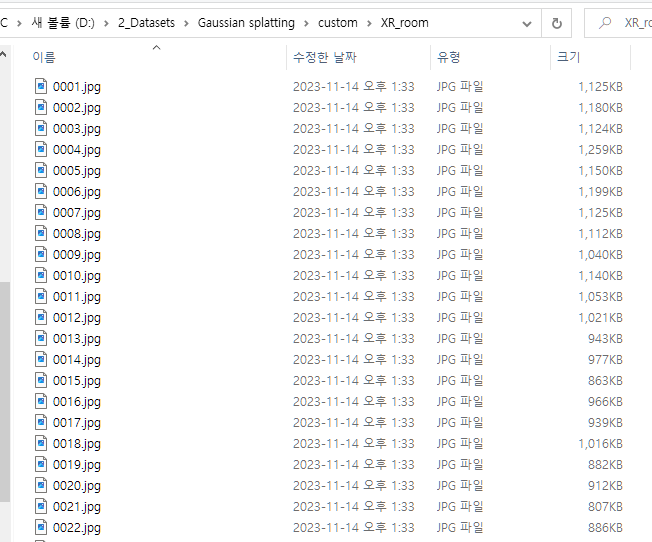 C > 새 볼륨 (D:) > 2_Datasets > Gaussian splatting > custom > XR_room XR_ro
이름 수정한 날짜 유형 크기
0001.jpg 2023-11-14 오후 1:33 JPG 파일 1,125KB
0002.jpg 2023-11-14 오후 1:33 JPG 파일 1,180KB
0003.jpg 2023-11-14 오후 1:33 JPG 파일 1,124KB
0004.jpg 2023-11-14 오후 1:33 JPG 파일 1,259KB
0005.jpg 2023-11-14 오후 1:33 JPG 파일 1,150KB
0006.jpg 2023-11-14 오후 1:33 JPG 파일 1,199KB
0007.jpg 2023-11-14 오후 1:33 JPG 파일 1,125KB
0008.jpg 2023-11-14 오후 1:33 JPG 파일 1,112KB
0009.jpg 2023-11-14 오후 1:33 JPG 파일 1,040KB
0010.jpg 2023-11-14 오후 1:33 JPG 파일 1,140KB
0011.jpg 2023-11-14 오후 1:33 JPG 파일 1,053KB
0012.jpg 2023-11-14 오후 1:33 JPG 파일 1,021KB
0013.jpg 2023-11-14 오후 1:33 JPG 파일 943KB
0014.jpg 2023-11-14 오후 1:33 JPG 파일 977KB
0015.jpg 2023-11-14 오후 1:33 JPG 파일 863KB
0016.jpg 2023-11-14 오후 1:33 JPG 파일 966KB
0017.jpg 2023-11-14 오후 1:33 JPG 파일 939KB
0018.jpg 2023-11-14 오후 1:33 JPG 파일 1,016KB
0019.jpg 2023-11-14 오후 1:33 JPG 파일 882KB
0020.jpg 2023-11-14 오후 1:33 JPG 파일 912KB
0021.jpg 2023-11-14 오후 1:33 JPG 파일 807KB
0022.jpg 2023-11-14 오후 1:33 JPG 파일 886KB